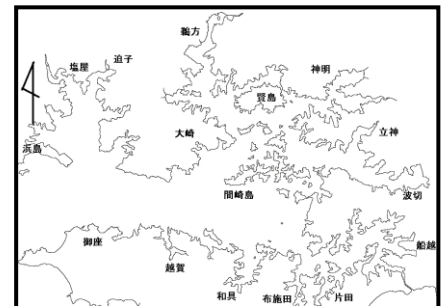 鵜方
迫子
塩屋
神明
賢島
大崎
立神
浜島
間崎島
波切
御座
船越
越賀
和具
布施田
片田